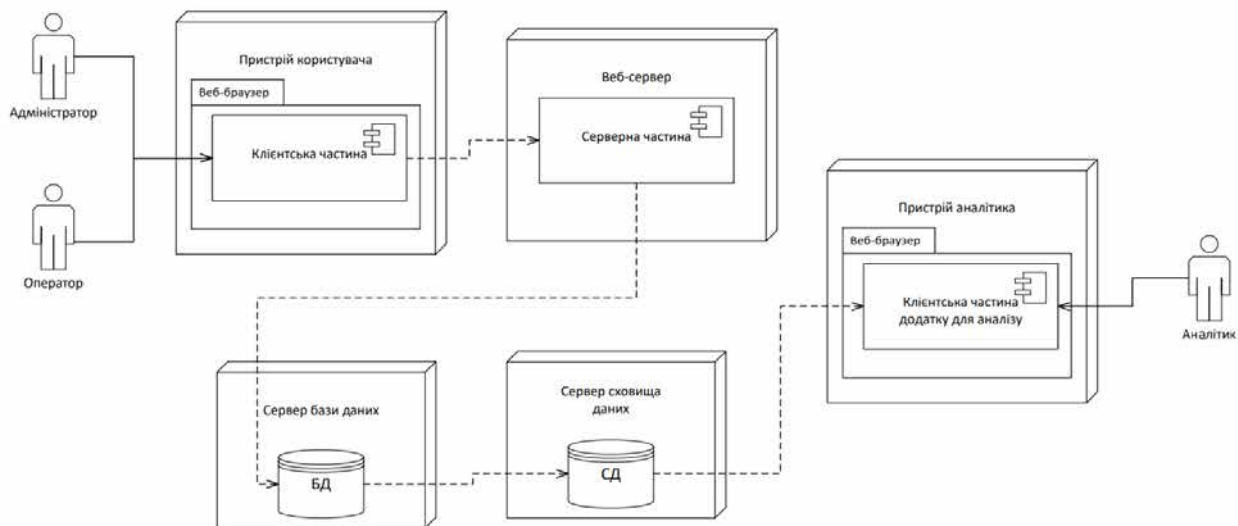 Адміністратор
Оператор
Пристрій користувача
Веб-браузер
Клієнтська частина
Веб-сервер
Серверна частина
Пристрій аналітика
Веб-браузер
Клієнтська частина
додатку для аналізу
Аналітик
Сервер бази даних
БД
Сервер сховища
даних
СД